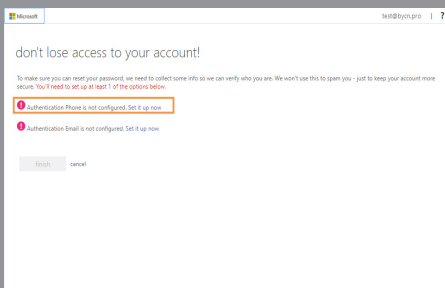 Microsoft
test@bycn.pro | ?
don't lose access to your account!
To make sure you can reset your password, we need to collect some info so we can verify who you are. We won't use this to spam you - just to keep your account more
secure. You'll need to set up at least 1 of the options below.
Authentication Phone is not configured. Set it up now
Authentication Email is not configured. Set it up now
finish cancel